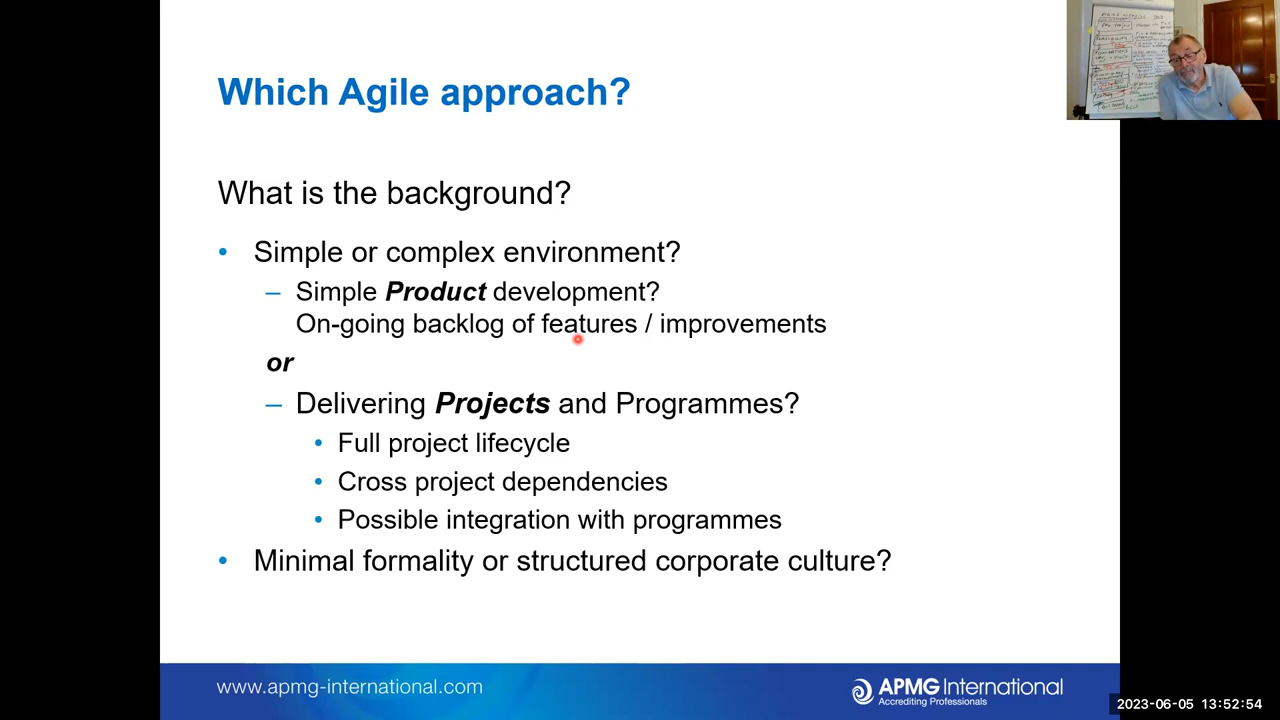 Which Agile approach?
What is the background?
• Simple or complex environment?
– Simple Product development?
On-going backlog of features / improvements
or
– Delivering Projects and Programmes?
• Full project lifecycle
• Cross project dependencies
• Possible integration with programmes
• Minimal formality or structured corporate culture?
www.apmg-international.com
APMG International
Accrediting Professionals
2023-06-05 13:52:54